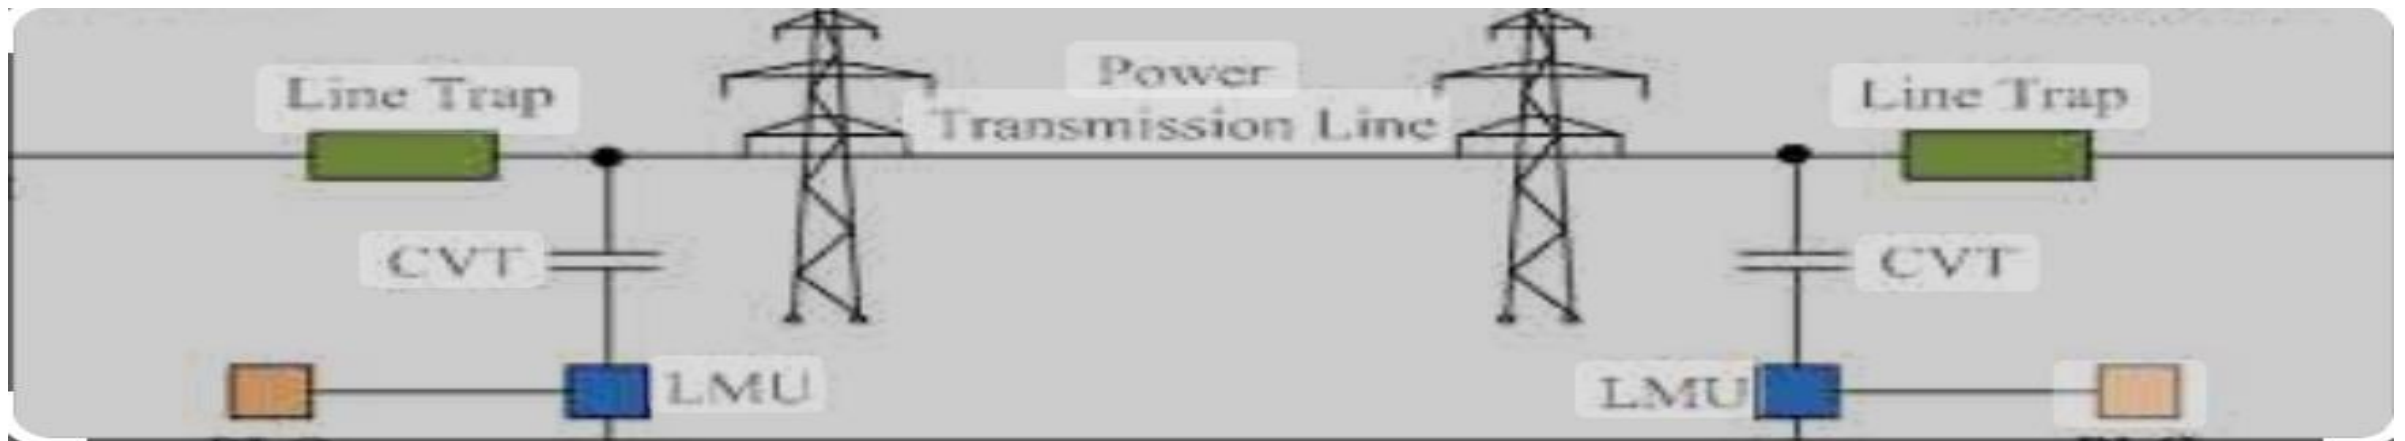 Line Trap
Power
Transmission Line
Line Trap
CVT
CVT
LMU
LMU